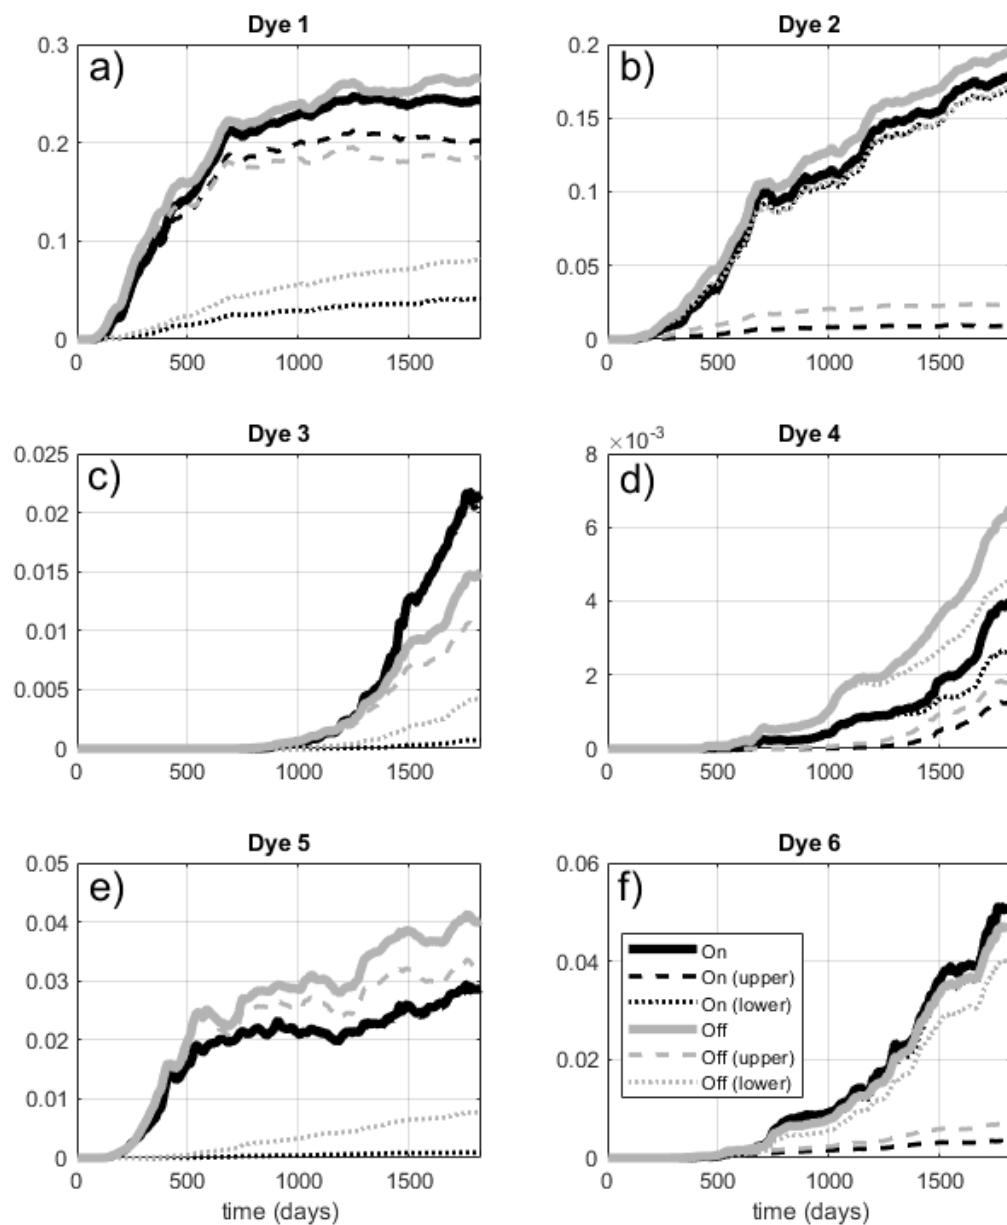 Dye 1
a)
0.3
0.2
0.1
0
0 500 1000 1500
Dye 2
b)
0.2
0.15
0.1
0.05
0
0 500 1000 1500
Dye 3
c)
0.025
0.02
0.015
0.01
0.005
0
0 500 1000 1500
Dye 4
×10-3
d)
8
6
4
2
0
0 500 1000 1500
Dye 5
e)
0.05
0.04
0.03
0.02
0.01
0
0 500 1000 1500
time (days)
Dye 6
f)
0.06
0.04
0.02
0
On
On (upper)
On (lower)
Off
Off (upper)
Off (lower)
0 500 1000 1500
time (days)